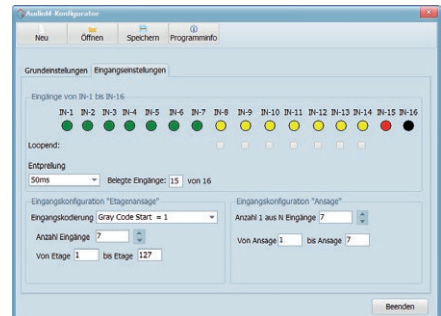 AudioM-Konfigurator
Neu Öffnen Speichern Programminfo
Grundeinstellungen Eingangseinstellungen
Eingänge von IN-1 bis IN-16
IN-1 IN-2 IN-3 IN-4 IN-5 IN-6 IN-7 IN-8 IN-9 IN-10 IN-11 IN-12 IN-13 IN-14 IN-15 IN-16
Loopend:
Entprellung
50ms Belegte Eingänge: 15 von 16
Eingangskonfiguration "Etagenansage"
Eingangskodierung Gray Code Start = 1
Anzahl Eingänge 7
Von Etage 1 bis Etage 127
Eingangskonfiguration "Ansage"
Anzahl 1 aus N Eingänge 7
Von Ansage 1 bis Ansage 7
Beenden